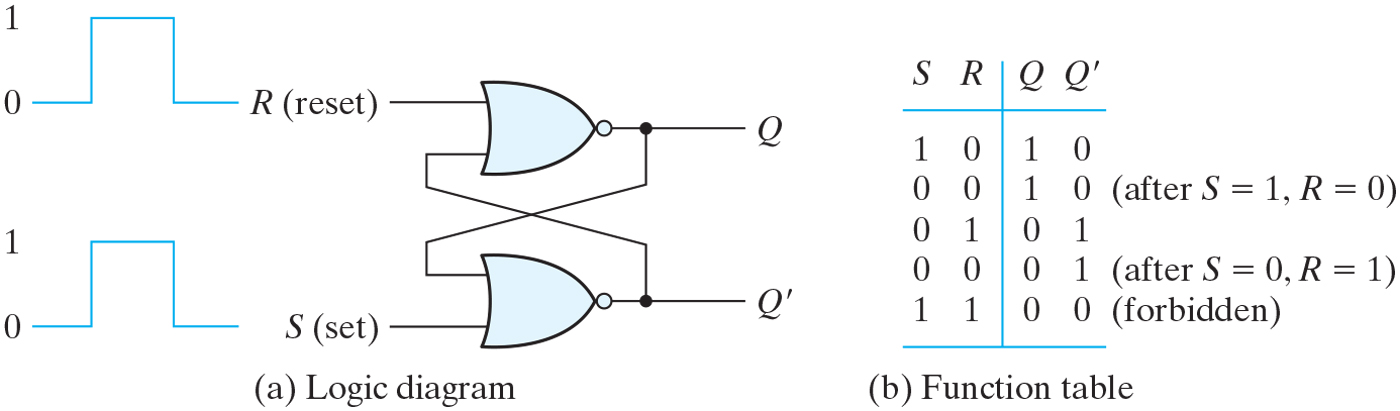 1
0
R (reset)
Q
1
0
S (set)
Q′
(a) Logic diagram
S R Q Q′
1 0 1 0
0 0 1 0 (after S = 1, R = 0)
0 1 0 1
0 0 0 1 (after S = 0, R = 1)
1 1 0 0 (forbidden)
(b) Function table